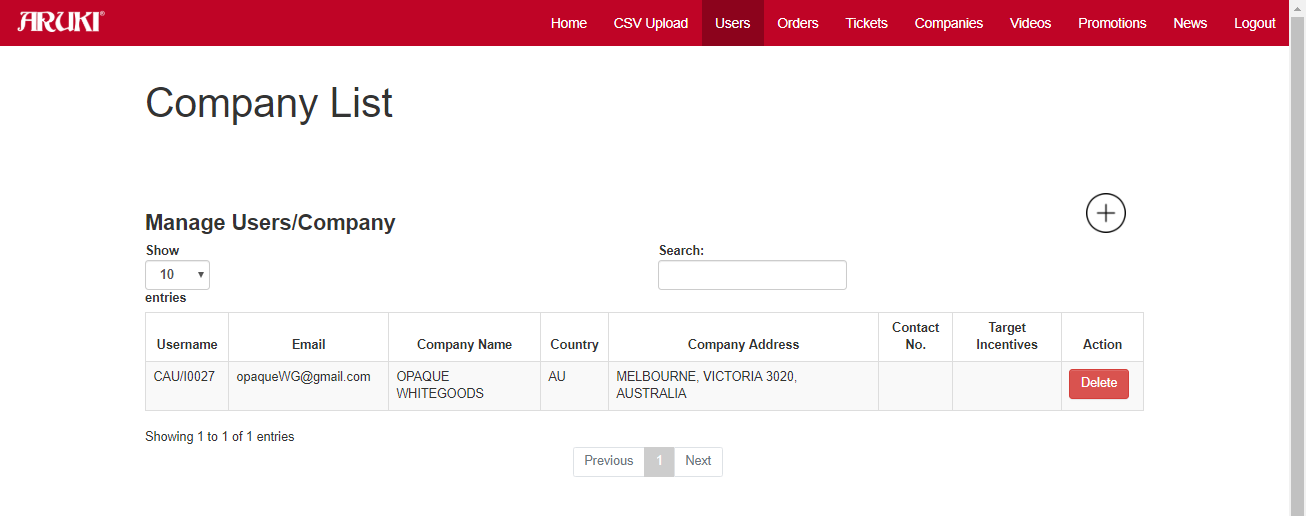 ARUKI®
Home CSV Upload Users Orders Tickets Companies Videos Promotions News Logout
Company List
Manage Users/Company
Show
Search:
10
entries
Username Email Company Name Country Company Address Contact No. Target Incentives Action
CAU/I0027 opaqueWG@gmail.com OPAQUE WHITEGOODS AU MELBOURNE, VICTORIA 3020, AUSTRALIA Delete
Showing 1 to 1 of 1 entries
Previous 1 Next